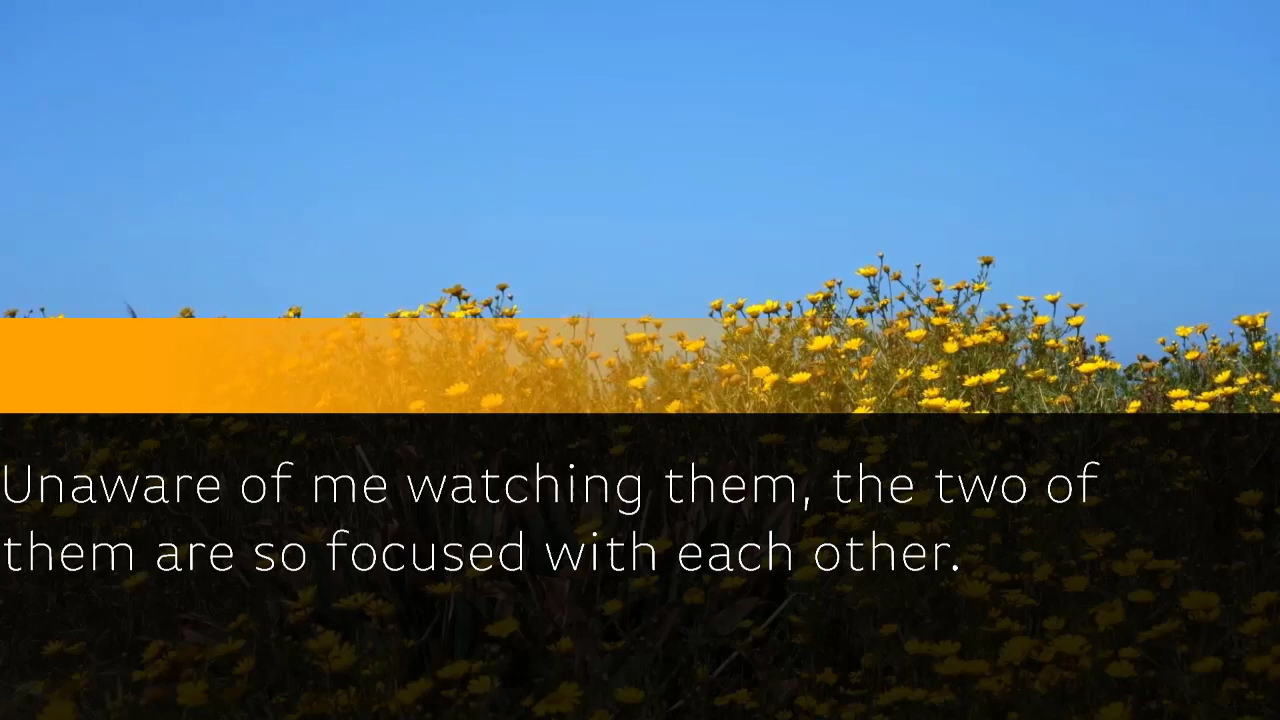 Unaware of me watching them, the two of
them are so focused with each other.